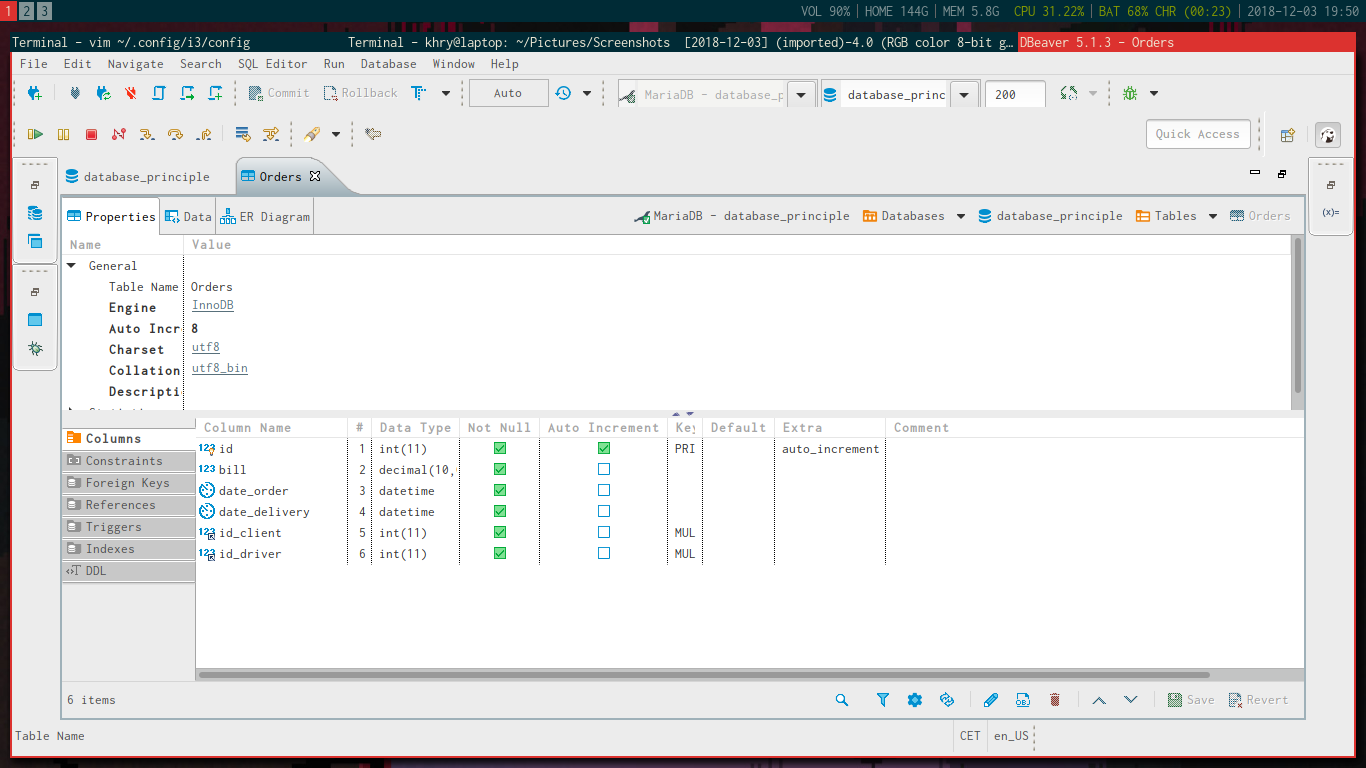 1 2 3 VOL 90% HOME 144G MEM 5.8G CPU 31.22% BAT 68% CHR (00:23) 2018-12-03 19:50
Terminal - vim ~/.config/i3/config Terminal - khry@laptop: ~/Pictures/Screenshots [2018-12-03] (imported)-4.0 (RGB color 8-bit g… DBeaver 5.1.3 - Orders
File Edit Navigate Search SQL Editor Run Database Window Help
Commit Rollback Auto MariaDB - database_p database_princ 200
Quick Access
database_principle Orders
(x)=
Properties Data ER Diagram MariaDB - database_principle Databases database_principle Tables Orders
Name Value
General
Table Name Orders
Engine InnoDB
Auto Incr 8
Charset utf8
Collation utf8_bin
Descripti
Column Name # Data Type Not Null Auto Increment Key Default Extra Comment
Columns
Constraints
Foreign Keys
References
Triggers
Indexes
DDL
123 id 1 int(11) PRI auto_increment
123 bill 2 decimal(10,
date_order 3 datetime
date_delivery 4 datetime
123 id_client 5 int(11) MUL
123 id_driver 6 int(11) MUL
6 items Save Revert
Table Name CET en_US